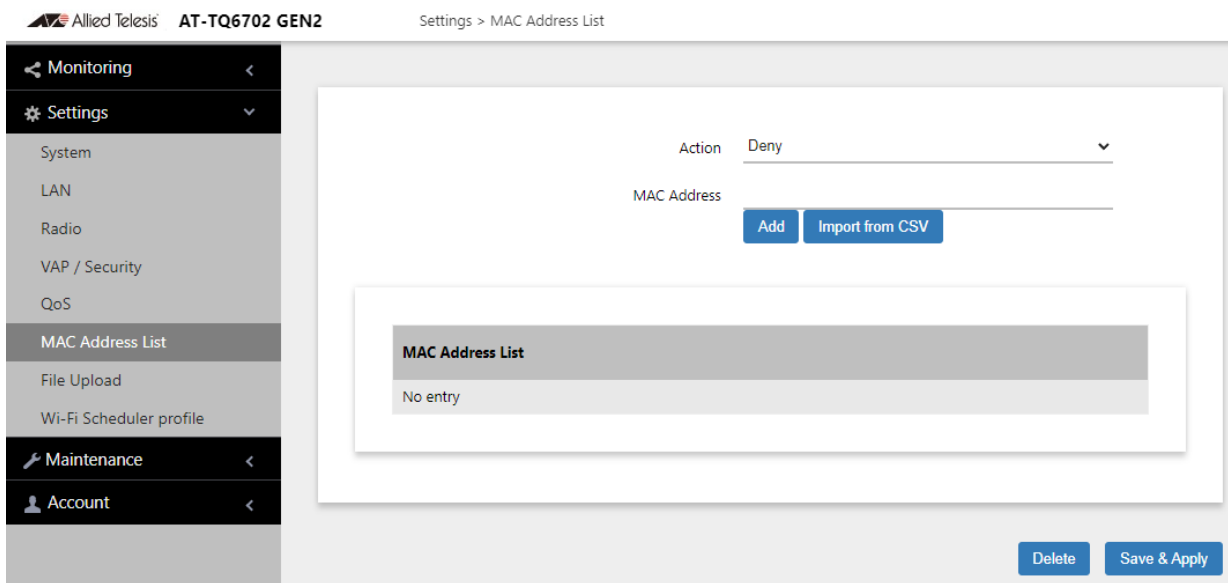 Allied Telesis AT-TQ6702 GEN2 Settings > MAC Address List
Monitoring
Settings
System
LAN
Radio
VAP / Security
QoS
MAC Address List
File Upload
Wi-Fi Scheduler profile
Maintenance
Account
Action Deny
MAC Address
Add Import from CSV
MAC Address List
No entry
Delete Save & Apply